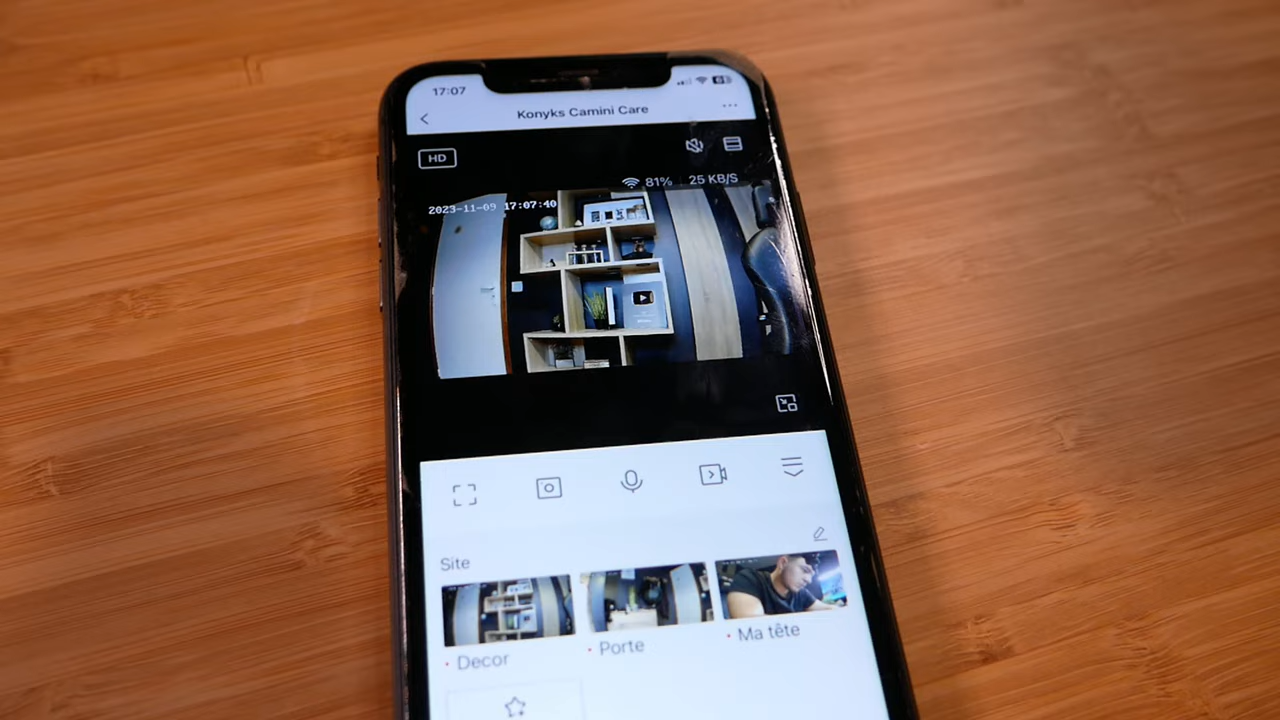 17:07
Konyks Camini Care
HD
81% 25 KB/S
2023-11-09 17:07:40
Site
Decor
Porte
Ma tête